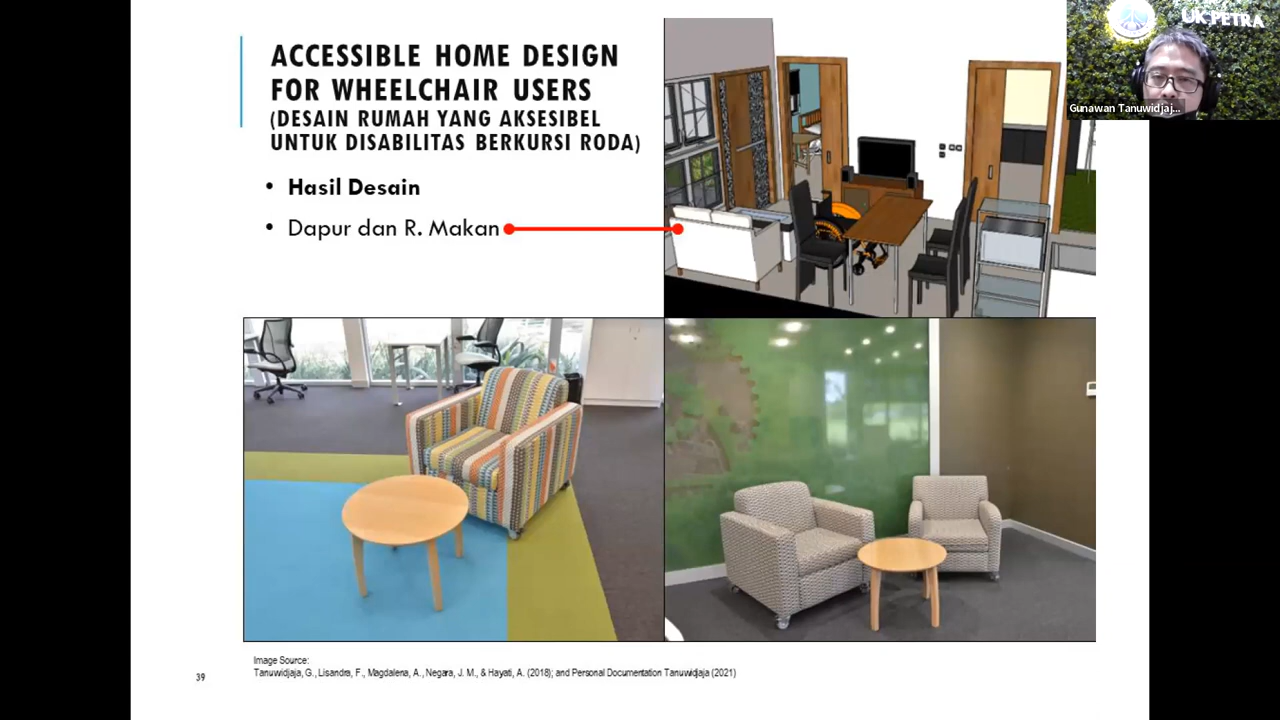 ACCESSIBLE HOME DESIGN
FOR WHEELCHAIR USERS
(DESAIN RUMAH YANG AKSESIBEL
UNTUK DISABILITAS BERKURSI RODA)
• Hasil Desain
• Dapur dan R. Makan
UK PETRA
Gunawan Tanuwidjaj...
Image Source:
Tanuwidjaja, G., Lisandra, F., Magdalena, A., Negara, J. M., & Hayati, A. (2018); and Personal Documentation Tanuwidjaja (2021)
39